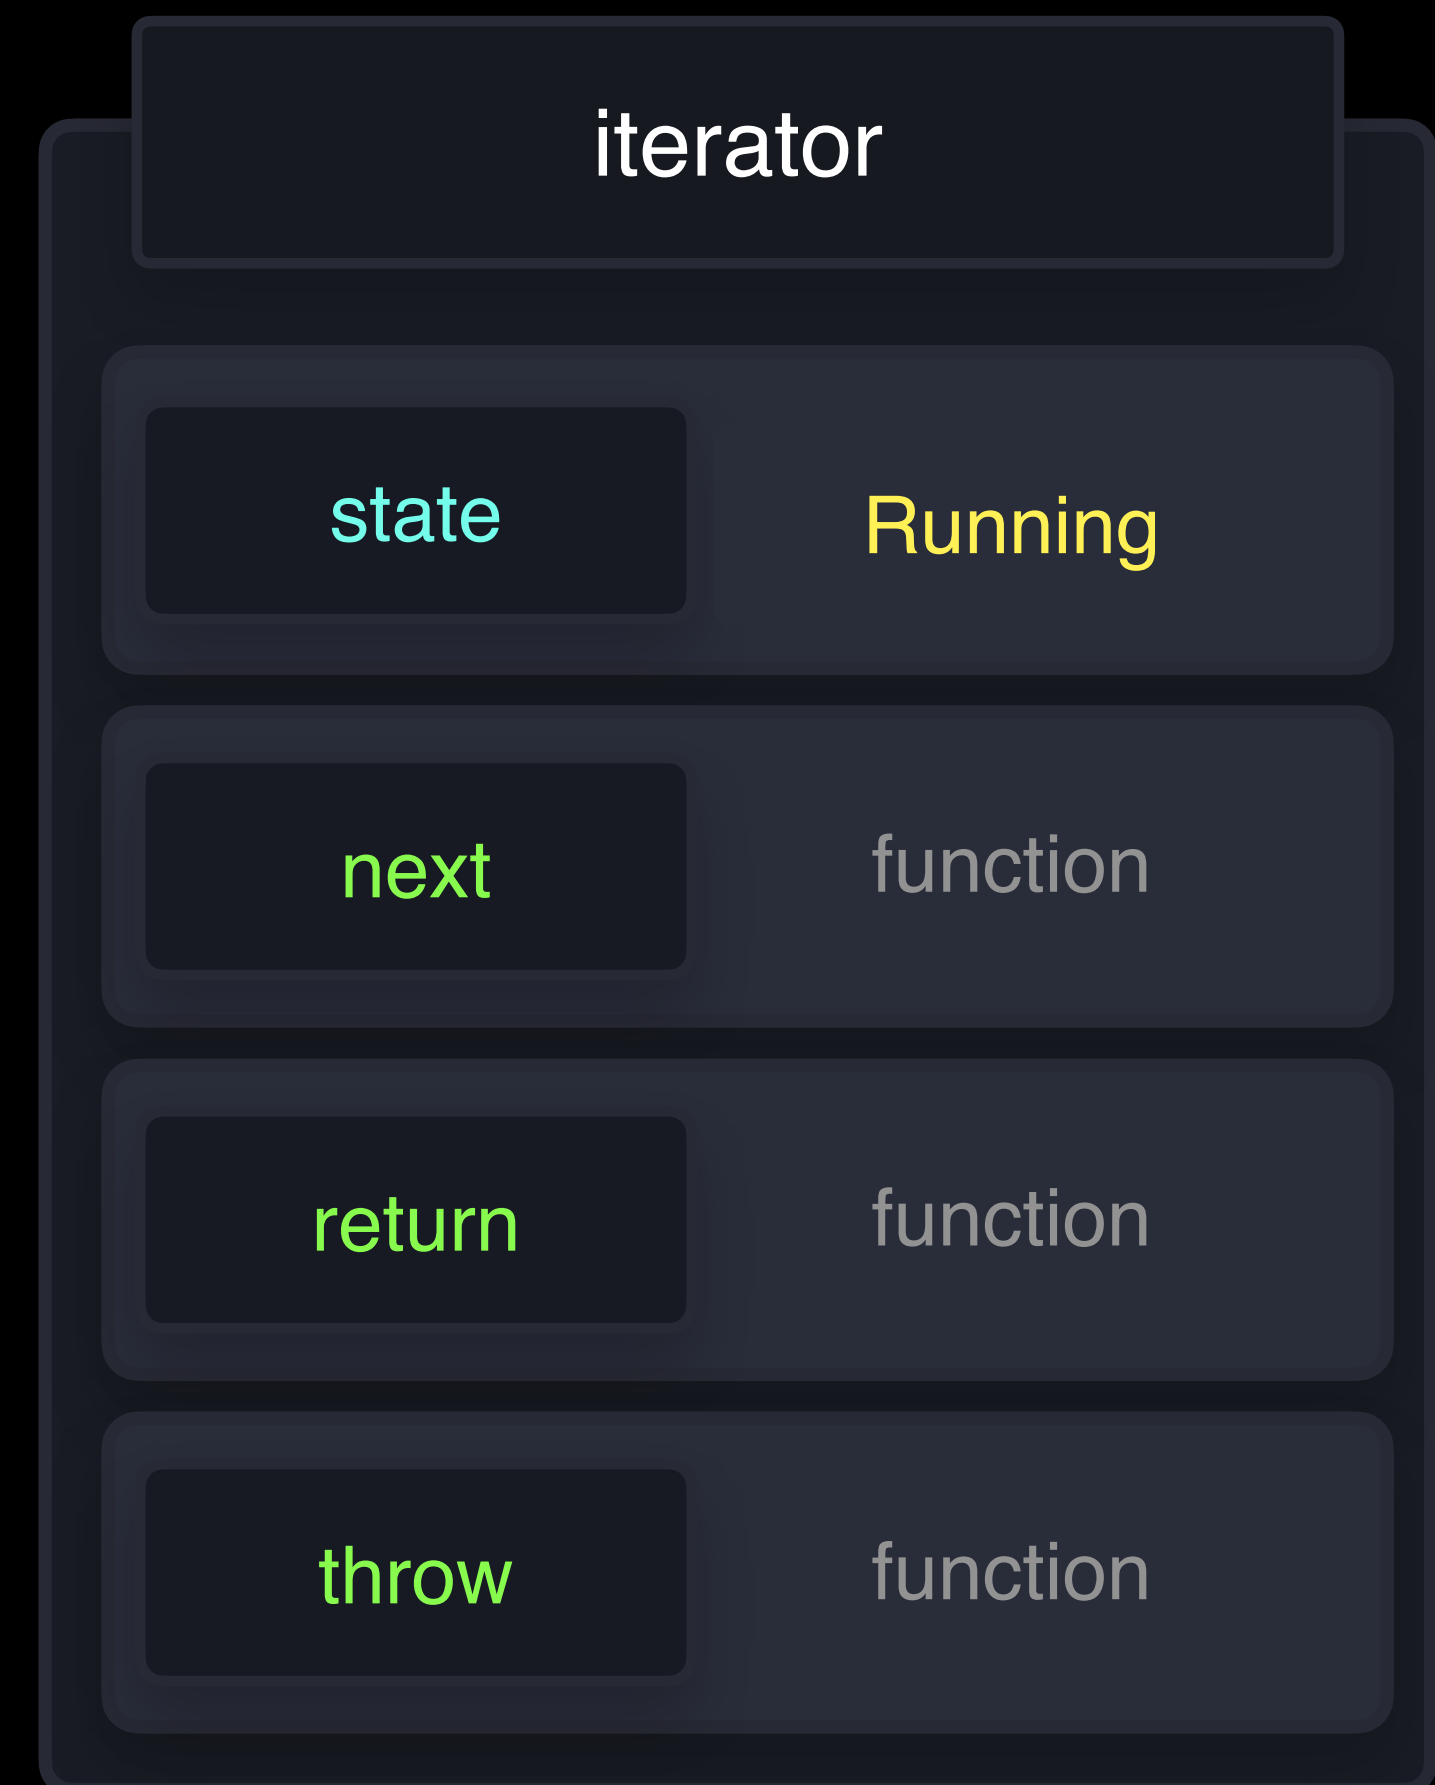 iterator
state Running
next function
return function
throw function